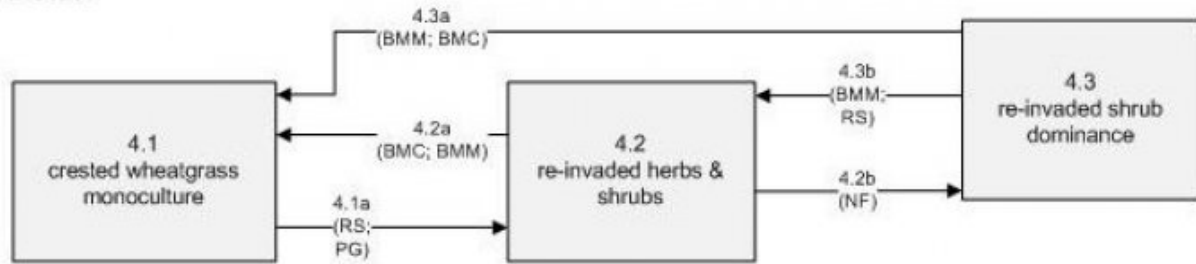 4.3a
(BMM; BMC)
4.1
crested wheatgrass
monoculture
4.2a
(BMC; BMM)
4.1a
(RS;
PG)
4.2
re-invaded herbs &
shrubs
4.3b
(BMM;
RS)
4.2b
(NF)
4.3
re-invaded shrub
dominance